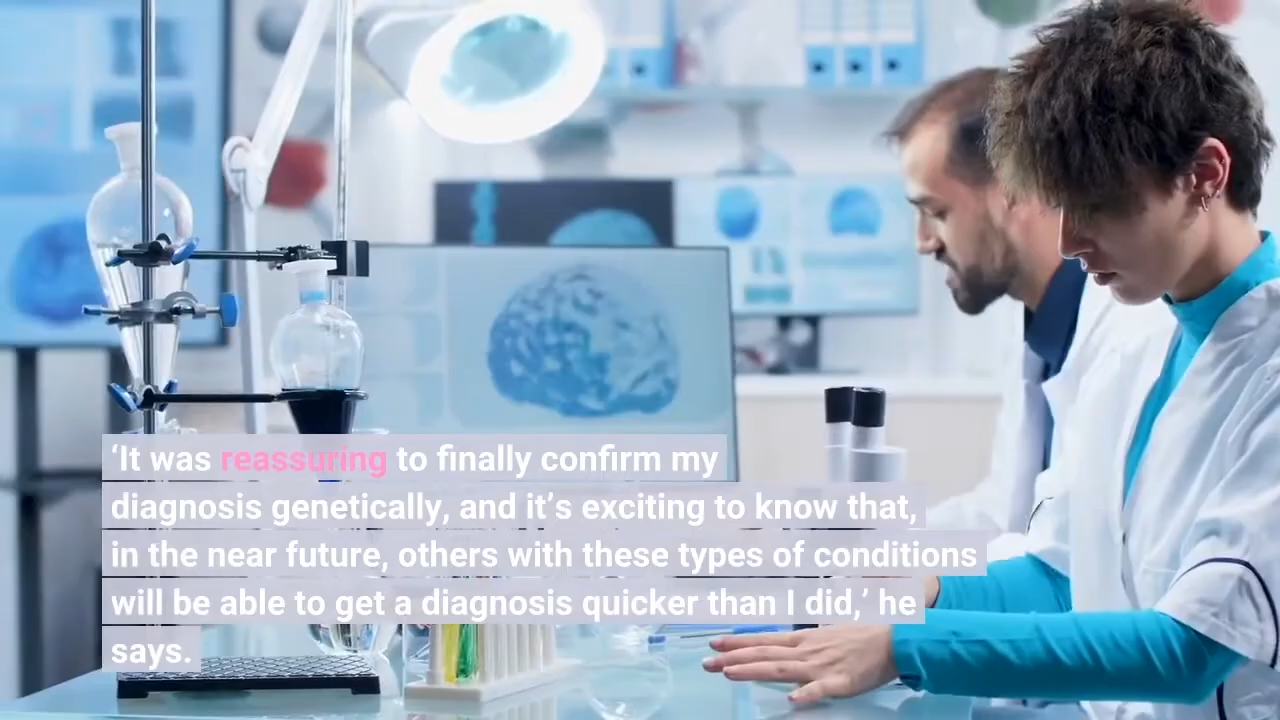 ‘It was reassuring to finally confirm my
diagnosis genetically, and it’s exciting to know that,
in the near future, others with these types of conditions
will be able to get a diagnosis quicker than I did,’ he
says.